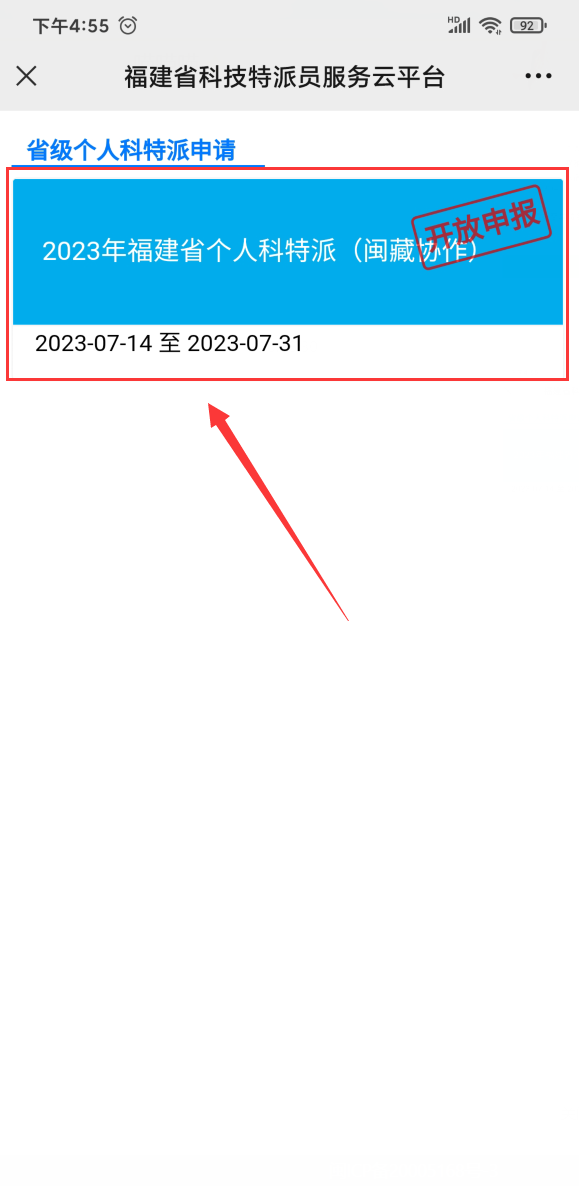 下午4:55 HD 92
福建省科技特派员服务云平台
省级个人科特派申请
开放申报
2023年福建省个人科特派（闽藏协作）
2023-07-14 至 2023-07-31